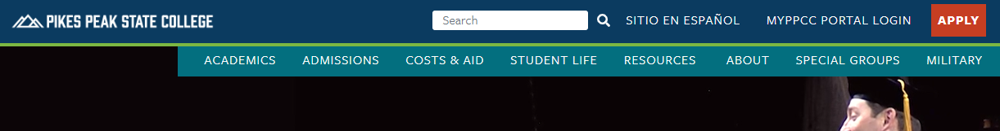 PIKES PEAK STATE COLLEGE Search SITIO EN ESPAÑOL MYPPCC PORTAL LOGIN APPLY
ACADEMICS ADMISSIONS COSTS & AID STUDENT LIFE RESOURCES ABOUT SPECIAL GROUPS MILITARY